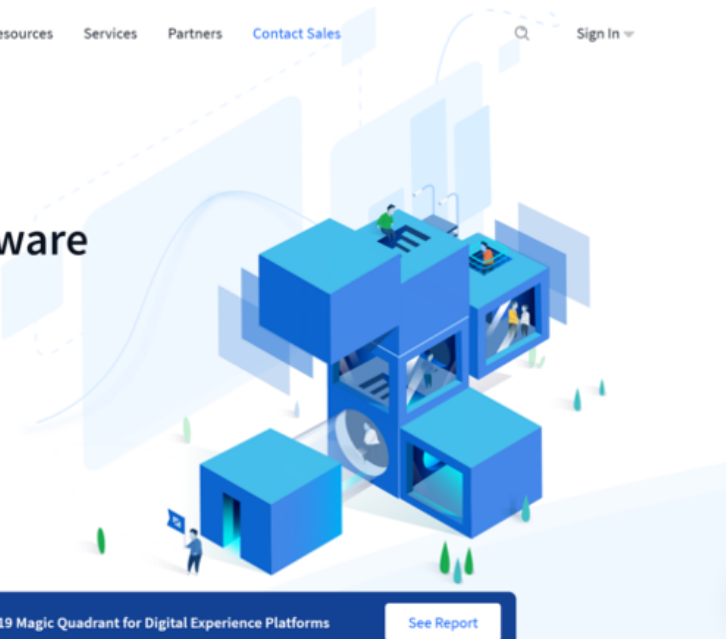 esources Services Partners Contact Sales Sign In
ware
19 Magic Quadrant for Digital Experience Platforms See Report